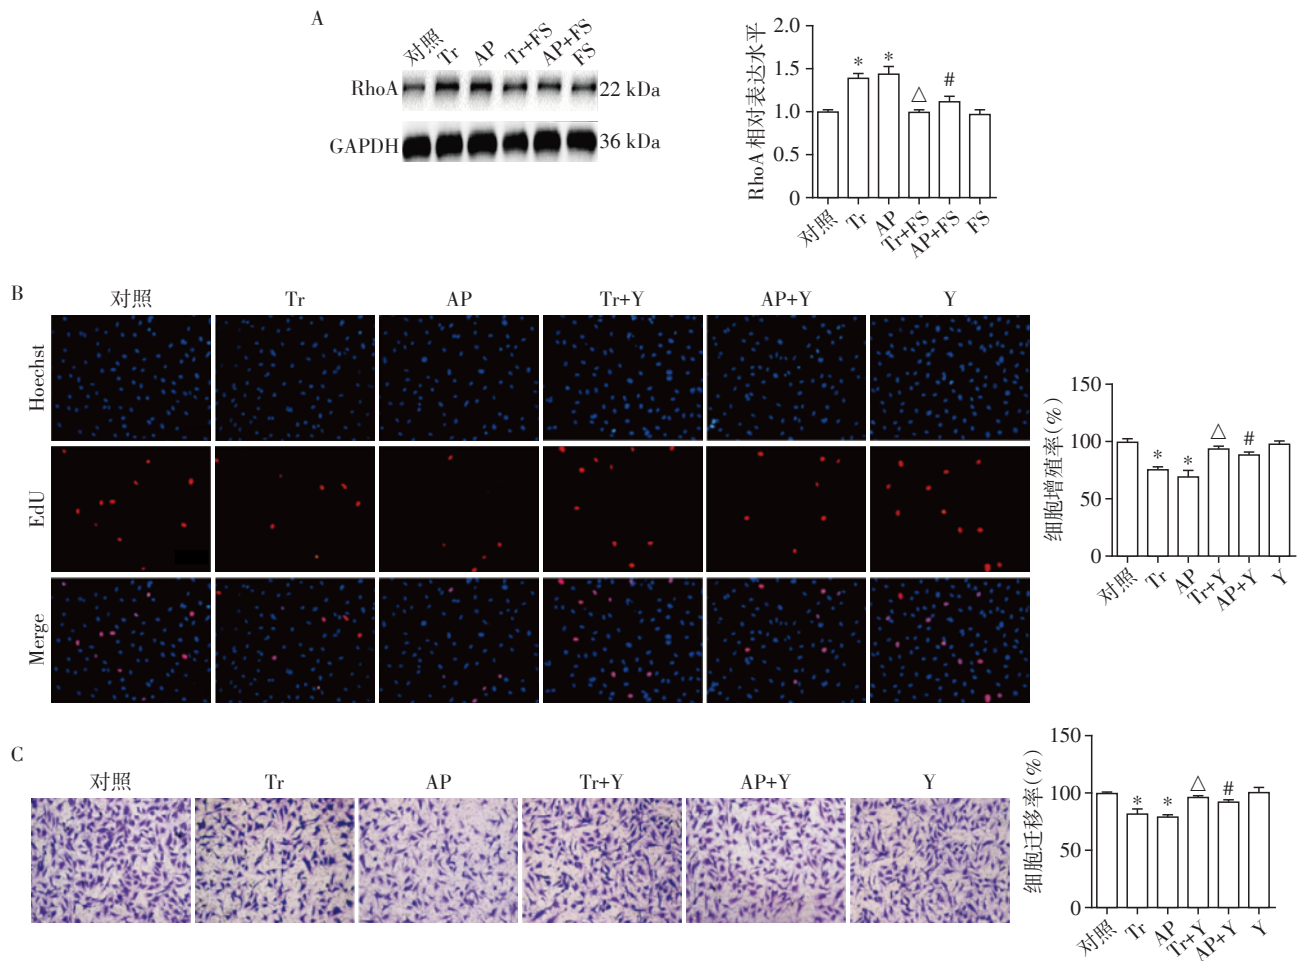 A
对照 Tr AP Tr+FS AP+FS FS
RhoA 22 kDa
GAPDH 36 kDa
RhoA 相对表达水平
2.0
1.5
1.0
0.5
0
* * △ #
对照 Tr AP Tr+FS AP+FS FS
B
对照 Tr AP Tr+Y AP+Y Y
Hoechst
EdU
Merge
细胞增殖率(%)
150
100
50
0
* * △ #
对照 Tr AP Tr+Y AP+Y Y
C
对照 Tr AP Tr+Y AP+Y Y
细胞迁移率(%)
150
100
50
0
* * △ #
对照 Tr AP Tr+Y AP+Y Y